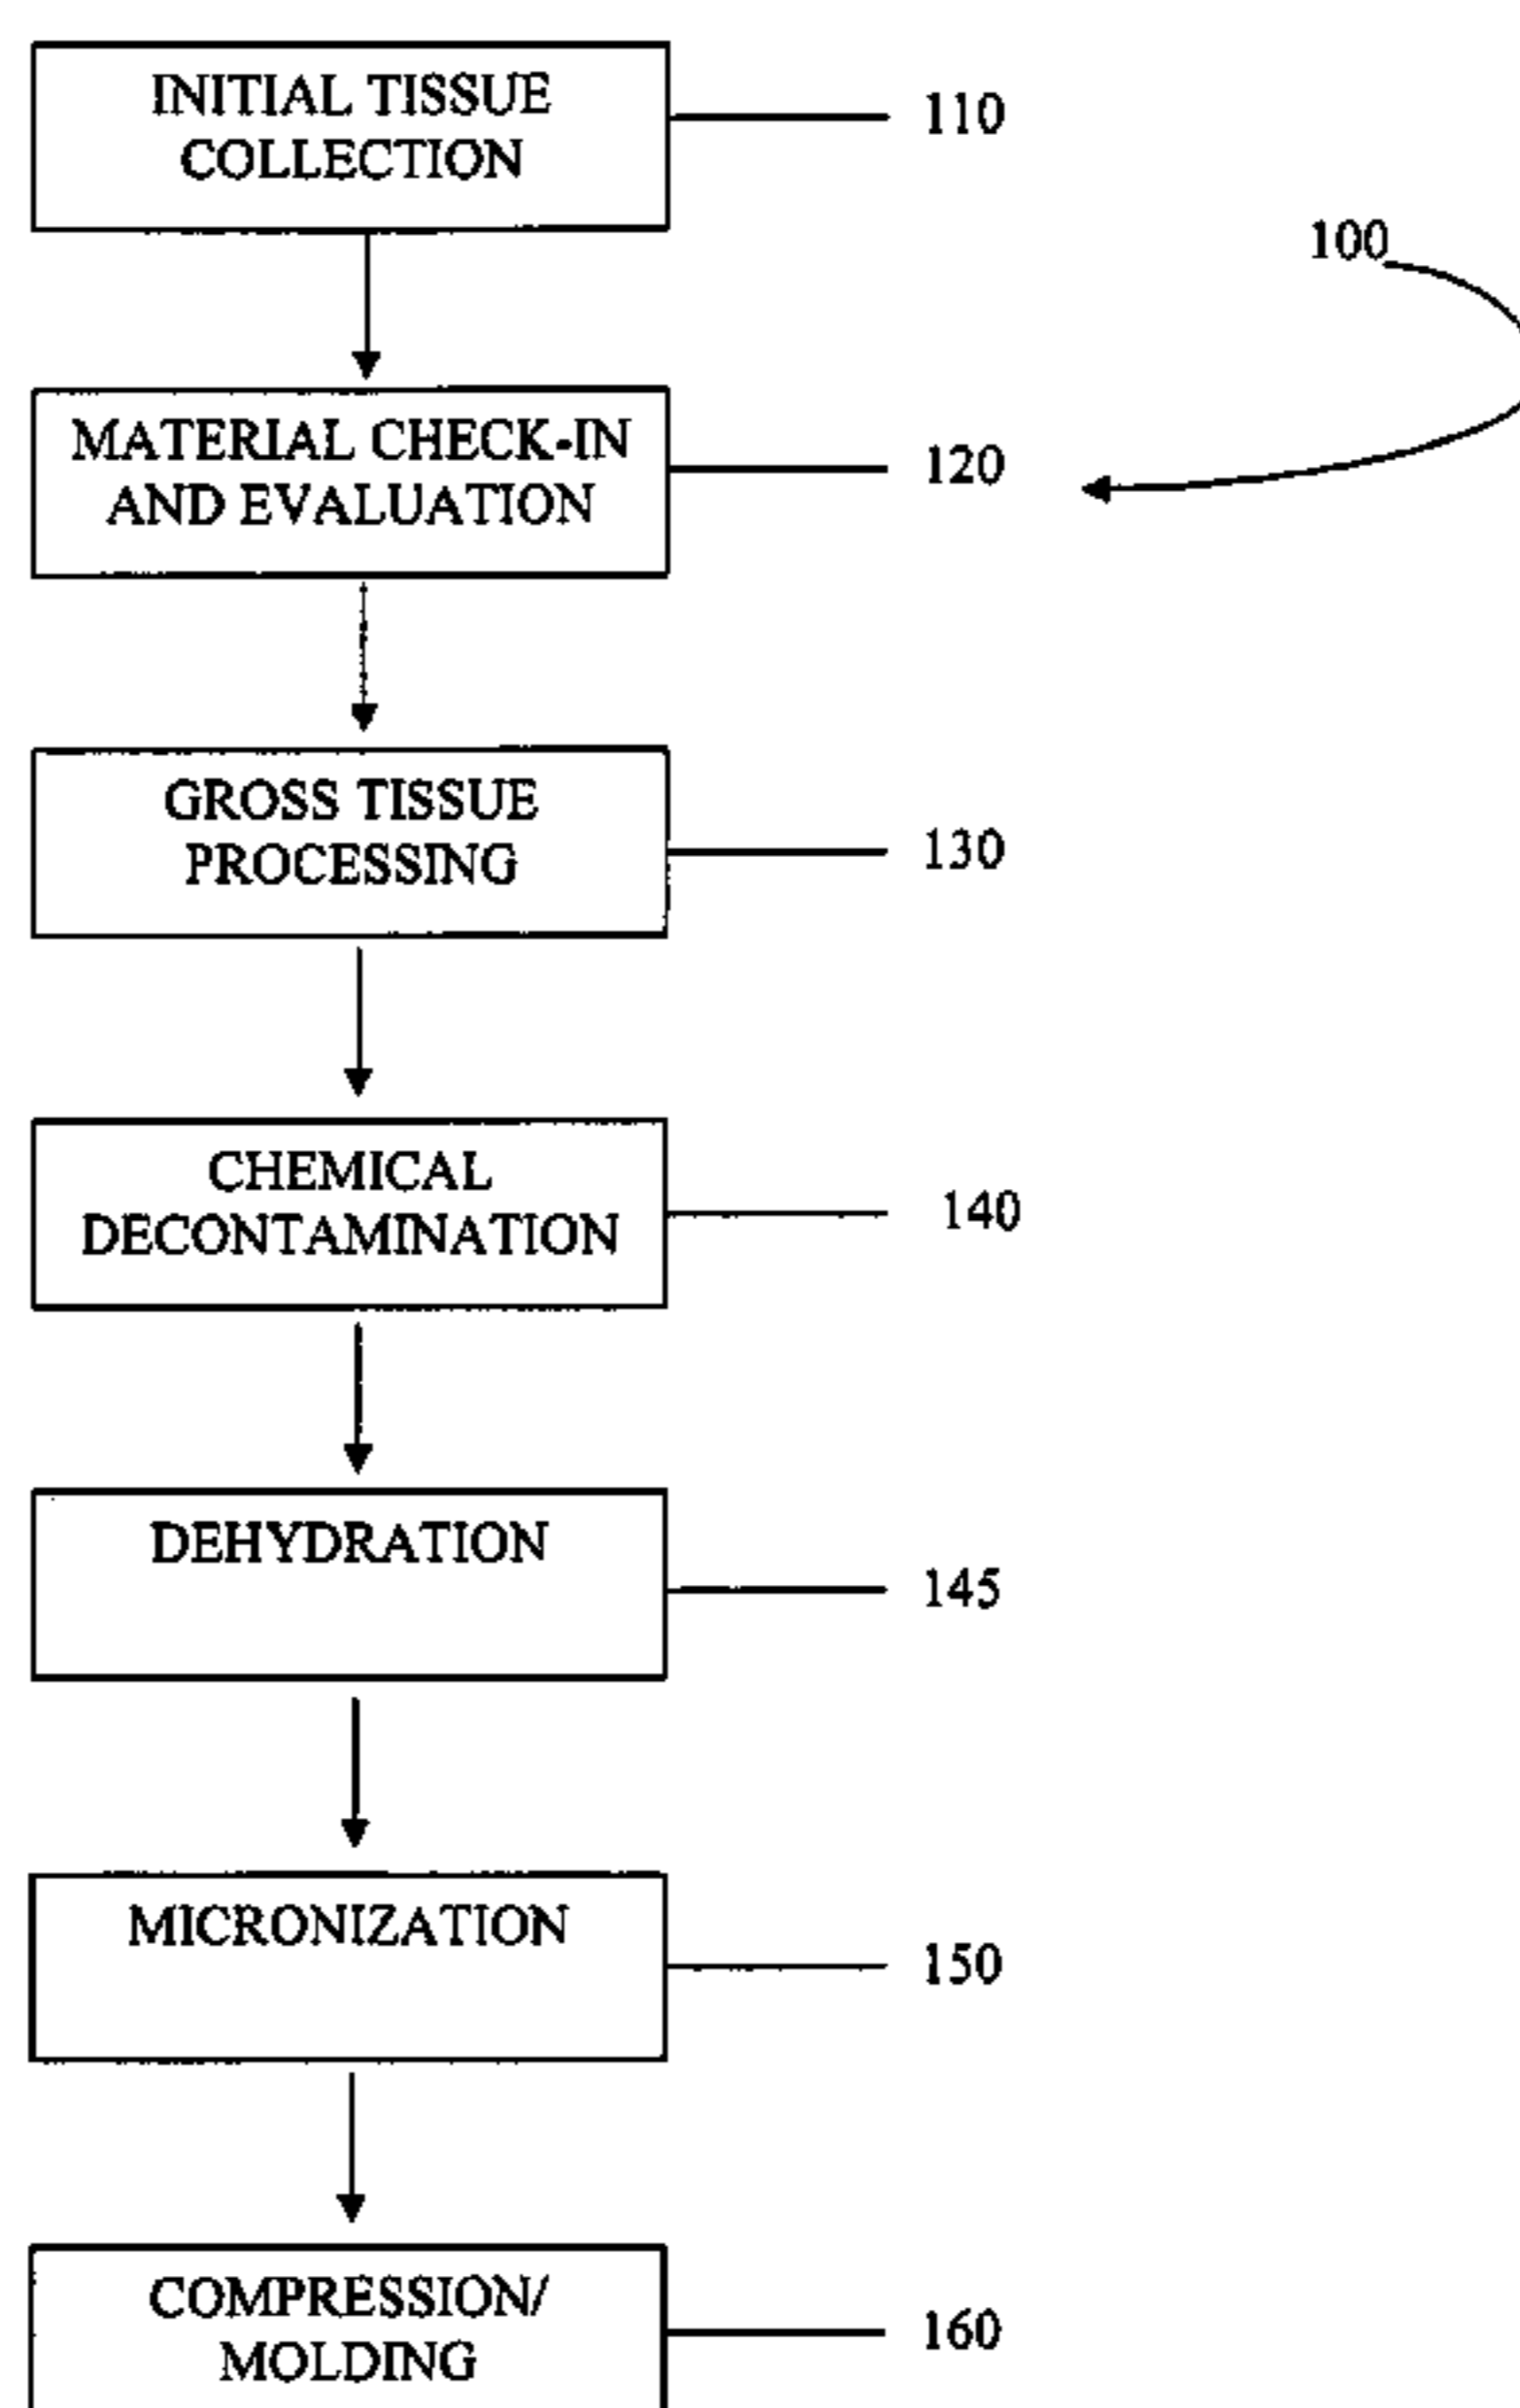 INITIAL TISSUE
COLLECTION
110
100
MATERIAL CHECK-IN
AND EVALUATION
120
GROSS TISSUE
PROCESSING
130
CHEMICAL
DECONTAMINATION
140
DEHYDRATION
145
MICRONIZATION
150
COMPRESSION/
MOLDING
160